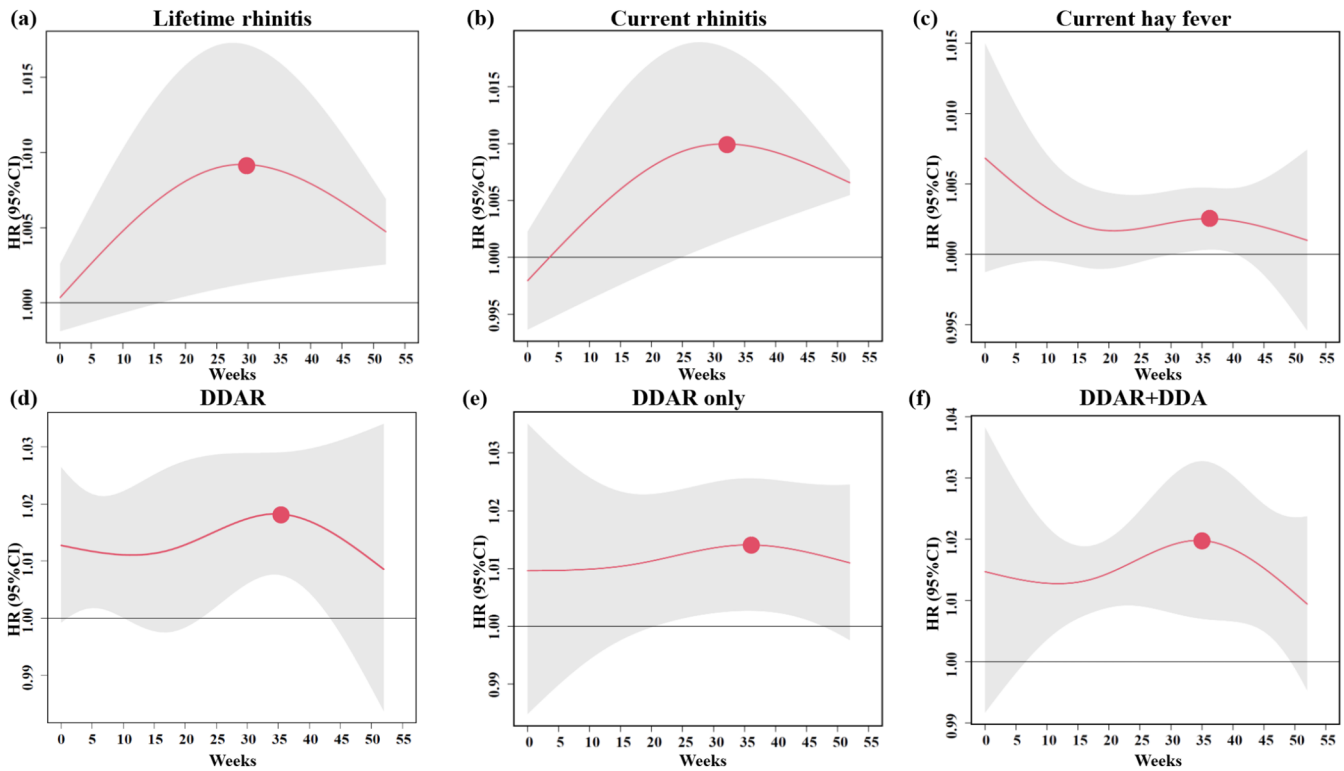 (a) Lifetime rhinitis
HR (95%CI)
1.015
1.010
1.005
1.000
0 5 10 15 20 25 30 35 40 45 50 55
Weeks
(b) Current rhinitis
HR (95%CI)
1.015
1.010
1.005
1.000
0.995
0 5 10 15 20 25 30 35 40 45 50 55
Weeks
(c) Current hay fever
HR (95%CI)
1.015
1.010
1.005
1.000
0.995
0 5 10 15 20 25 30 35 40 45 50 55
Weeks
(d) DDAR
HR (95%CI)
1.03
1.02
1.01
1.00
0.99
0 5 10 15 20 25 30 35 40 45 50 55
Weeks
(e) DDAR only
HR (95%CI)
1.03
1.02
1.01
1.00
0.99
0 5 10 15 20 25 30 35 40 45 50 55
Weeks
(f) DDAR+DDA
HR (95%CI)
1.04
1.03
1.02
1.01
1.00
0.99
0 5 10 15 20 25 30 35 40 45 50 55
Weeks